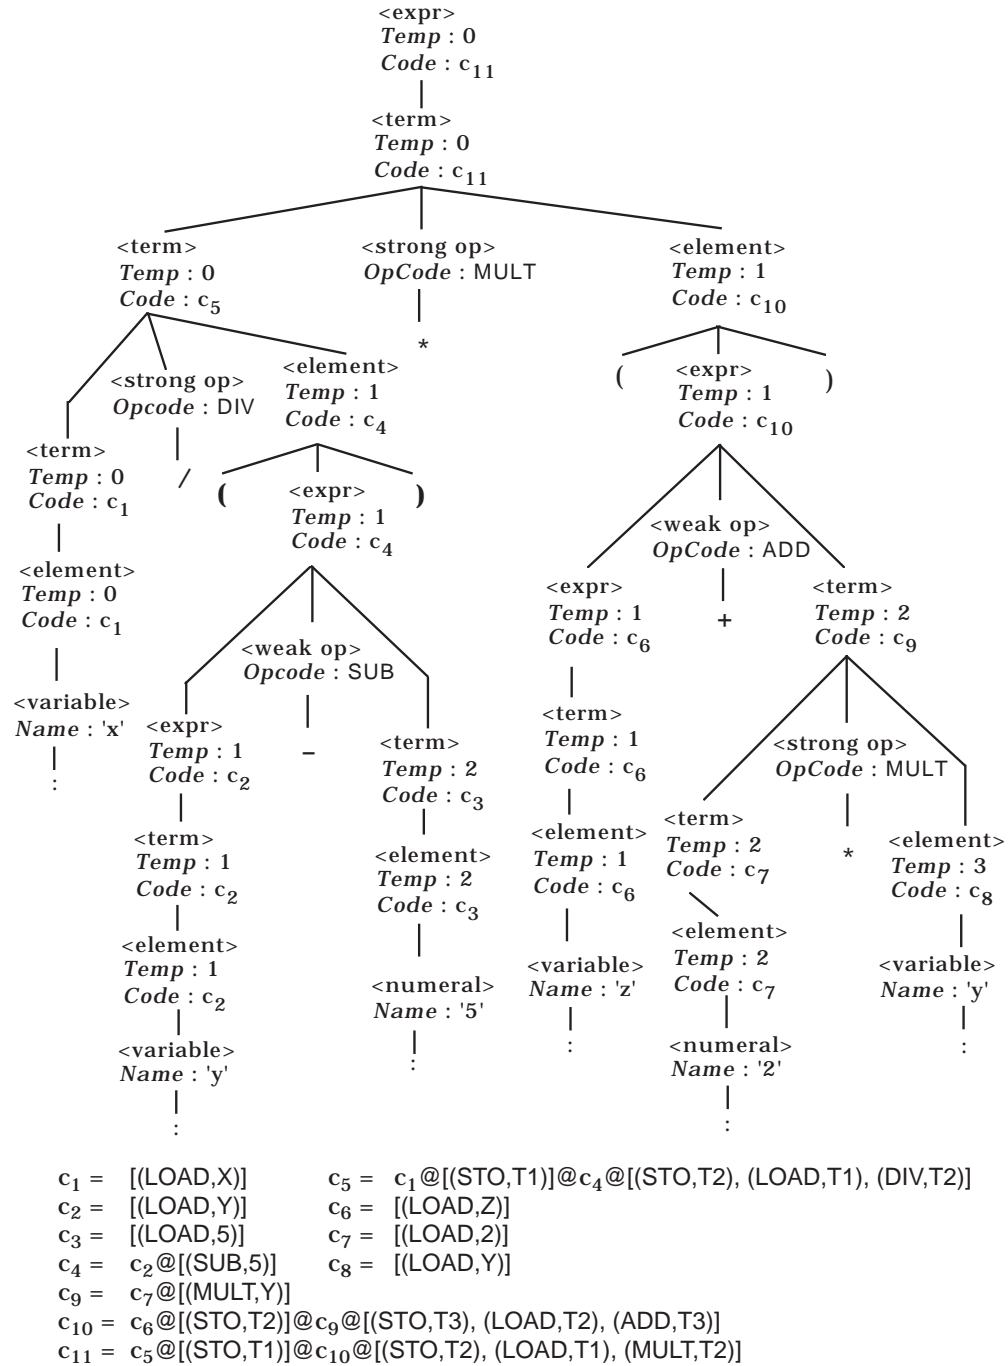 <expr>
Temp : 0
Code : c11
<term>
Temp : 0
Code : c11
<term>
Temp : 0
Code : c5
<strong op>
OpCode : MULT
*
<element>
Temp : 1
Code : c10
(
<expr>
Temp : 1
Code : c10
)
<term>
Temp : 0
Code : c1
<strong op>
Opcode : DIV
/
<element>
Temp : 1
Code : c4
(
<expr>
Temp : 1
Code : c4
)
<element>
Temp : 0
Code : c1
<variable>
Name : 'x'
:
<weak op>
Opcode : SUB
–
<expr>
Temp : 1
Code : c2
<term>
Temp : 1
Code : c2
<element>
Temp : 1
Code : c2
<variable>
Name : 'y'
:
<term>
Temp : 2
Code : c3
<element>
Temp : 2
Code : c3
<numeral>
Name : '5'
:
<expr>
Temp : 1
Code : c6
<weak op>
OpCode : ADD
+
<term>
Temp : 2
Code : c9
<term>
Temp : 1
Code : c6
<element>
Temp : 1
Code : c6
<variable>
Name : 'z'
:
<term>
Temp : 2
Code : c7
<strong op>
OpCode : MULT
*
<element>
Temp : 3
Code : c8
<element>
Temp : 2
Code : c7
<numeral>
Name : '2'
:
<variable>
Name : 'y'
:
c1 = [(LOAD,X)] c5 = c1@[(STO,T1)]@c4@[(STO,T2), (LOAD,T1), (DIV,T2)]
c2 = [(LOAD,Y)] c6 = [(LOAD,Z)]
c3 = [(LOAD,5)] c7 = [(LOAD,2)]
c4 = c2@[(SUB,5)] c8 = [(LOAD,Y)]
c9 = c7@[(MULT,Y)]
c10 = c6@[(STO,T2)]@c9@[(STO,T3), (LOAD,T2), (ADD,T3)]
c11 = c5@[(STO,T1)]@c10@[(STO,T2), (LOAD,T1), (MULT,T2)]